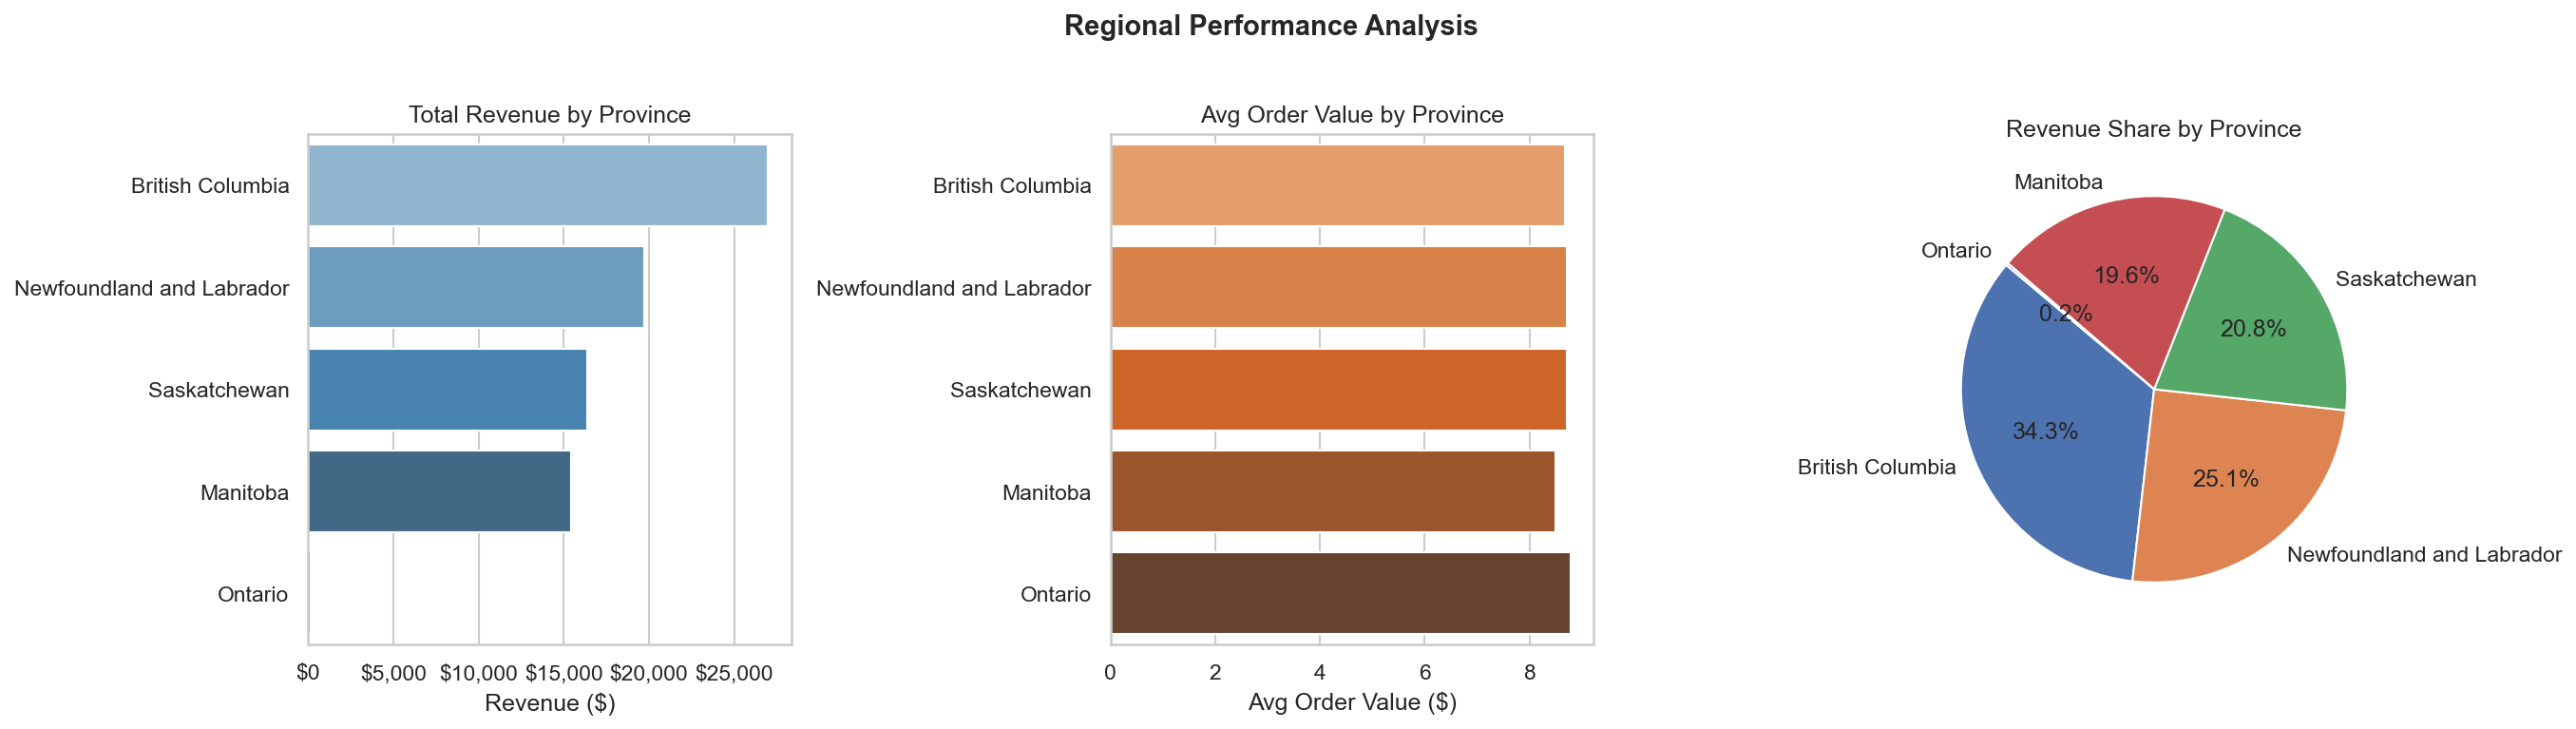 Regional Performance Analysis
Total Revenue by Province
British Columbia
Newfoundland and Labrador
Saskatchewan
Manitoba
Ontario
$0 $5,000 $10,000 $15,000 $20,000 $25,000
Revenue ($)
Avg Order Value by Province
British Columbia
Newfoundland and Labrador
Saskatchewan
Manitoba
Ontario
0 2 4 6 8
Avg Order Value ($)
Revenue Share by Province
Manitoba
Ontario
19.6%
Saskatchewan
0.2%
20.8%
34.3%
British Columbia
25.1%
Newfoundland and Labrador